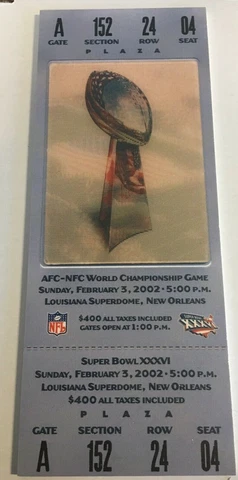 A 152 24 04
GATE SECTION ROW SEAT
PLAZA
AFC-NFC WORLD CHAMPIONSHIP GAME
SUNDAY, FEBRUARY 3, 2002 • 5:00 P.M.
LOUISIANA SUPERDOME, NEW ORLEANS
NFL
$400 ALL TAXES INCLUDED
GATES OPEN AT 1:00 P.M.
XXXVI
SUPER BOWL XXXVI
SUNDAY, FEBRUARY 3, 2002 • 5:00 P.M.
LOUISIANA SUPERDOME, NEW ORLEANS
$400 ALL TAXES INCLUDED
PLAZA
GATE SECTION ROW SEAT
A 152 24 04